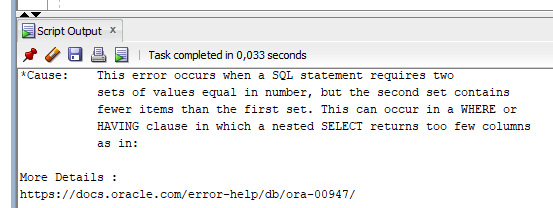 Script Output x
Task completed in 0,033 seconds
*Cause: This error occurs when a SQL statement requires two
sets of values equal in number, but the second set contains
fewer items than the first set. This can occur in a WHERE or
HAVING clause in which a nested SELECT returns too few columns
as in:
More Details :
https://docs.oracle.com/error-help/db/ora-00947/